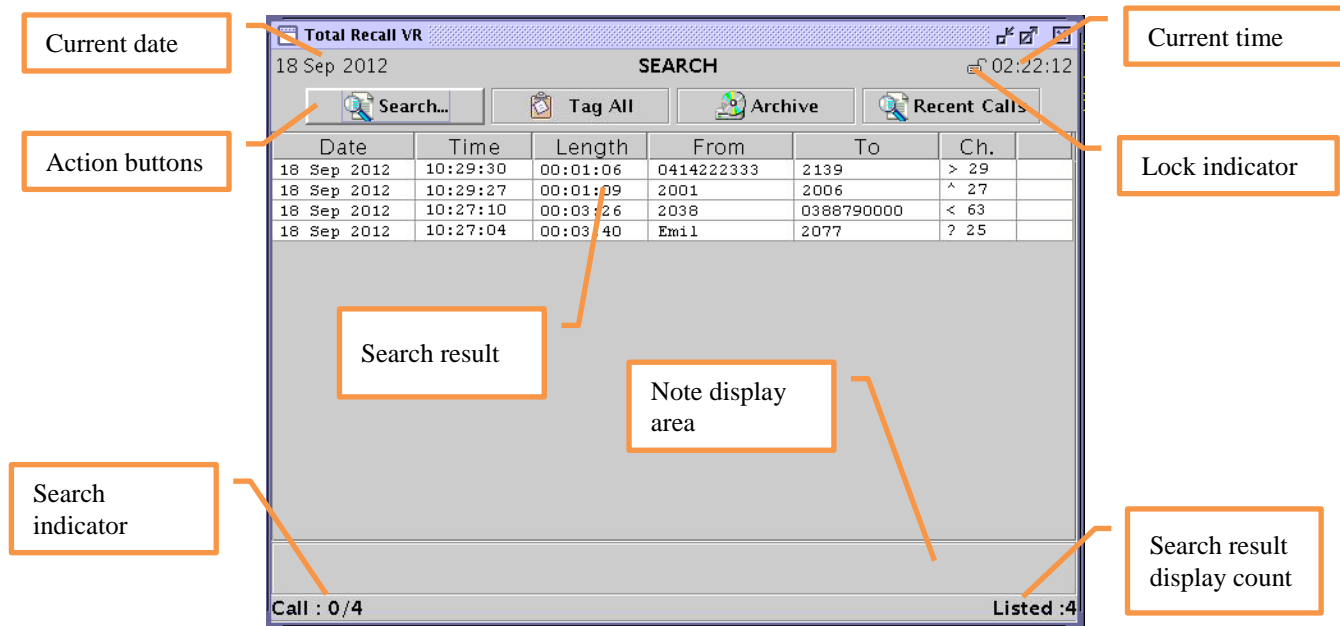 Current date
Total Recall VR
Current time
18 Sep 2012 SEARCH 02:22:12
Search... Tag All Archive Recent Calls
Action buttons
Lock indicator
Date Time Length From To Ch.
18 Sep 2012 10:29:30 00:01:06 0414222333 2139 > 29
18 Sep 2012 10:29:27 00:01:09 2001 2006 ^ 27
18 Sep 2012 10:27:10 00:03:26 2038 0388790000 < 63
18 Sep 2012 10:27:04 00:03:40 Emil 2077 ? 25
Search result
Note display
area
Search
indicator
Search result
display count
Call : 0/4 Listed :4